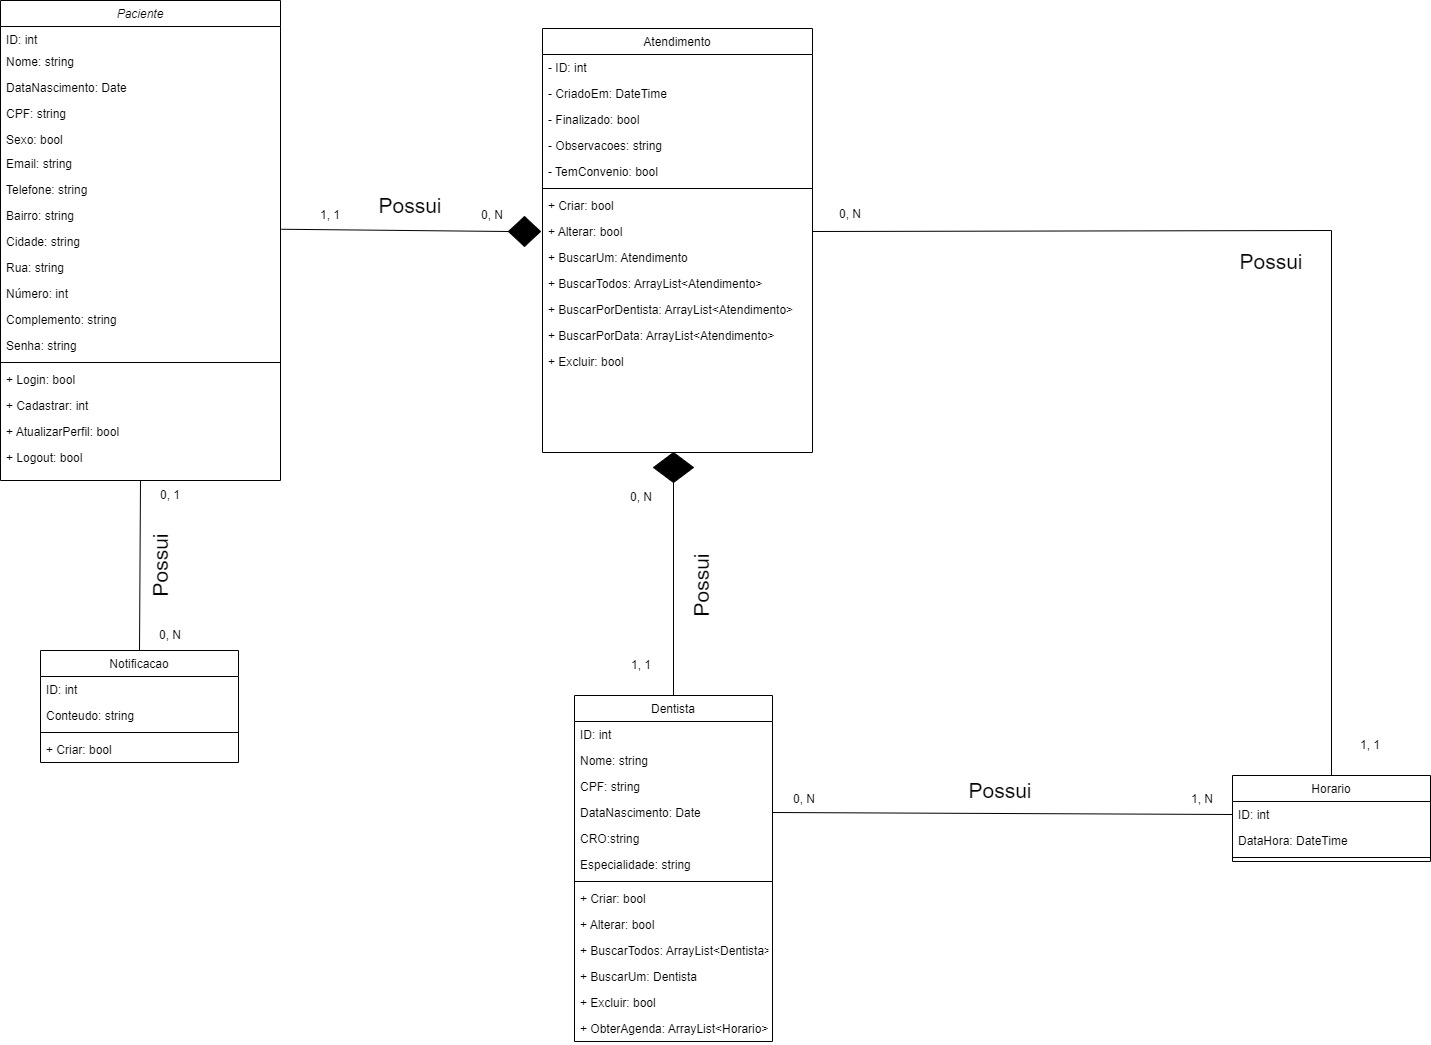 Paciente
ID: int
Nome: string
DataNascimento: Date
CPF: string
Sexo: bool
Email: string
Telefone: string
Bairro: string
Cidade: string
Rua: string
Número: int
Complemento: string
Senha: string
+ Login: bool
+ Cadastrar: int
+ AtualizarPerfil: bool
+ Logout: bool
1, 1
Possui
0, N
Atendimento
- ID: int
- CriadoEm: DateTime
- Finalizado: bool
- Observacoes: string
- TemConvenio: bool
+ Criar: bool
+ Alterar: bool
+ BuscarUm: Atendimento
+ BuscarTodos: ArrayList<Atendimento>
+ BuscarPorDentista: ArrayList<Atendimento>
+ BuscarPorData: ArrayList<Atendimento>
+ Excluir: bool
0, N
Possui
1, 1
0, 1
Possui
0, N
Notificacao
ID: int
Conteudo: string
+ Criar: bool
0, N
Possui
1, 1
Dentista
ID: int
Nome: string
CPF: string
DataNascimento: Date
CRO:string
Especialidade: string
+ Criar: bool
+ Alterar: bool
+ BuscarTodos: ArrayList<Dentista>
+ BuscarUm: Dentista
+ Excluir: bool
+ ObterAgenda: ArrayList<Horario>
0, N
Possui
1, N
Horario
ID: int
DataHora: DateTime